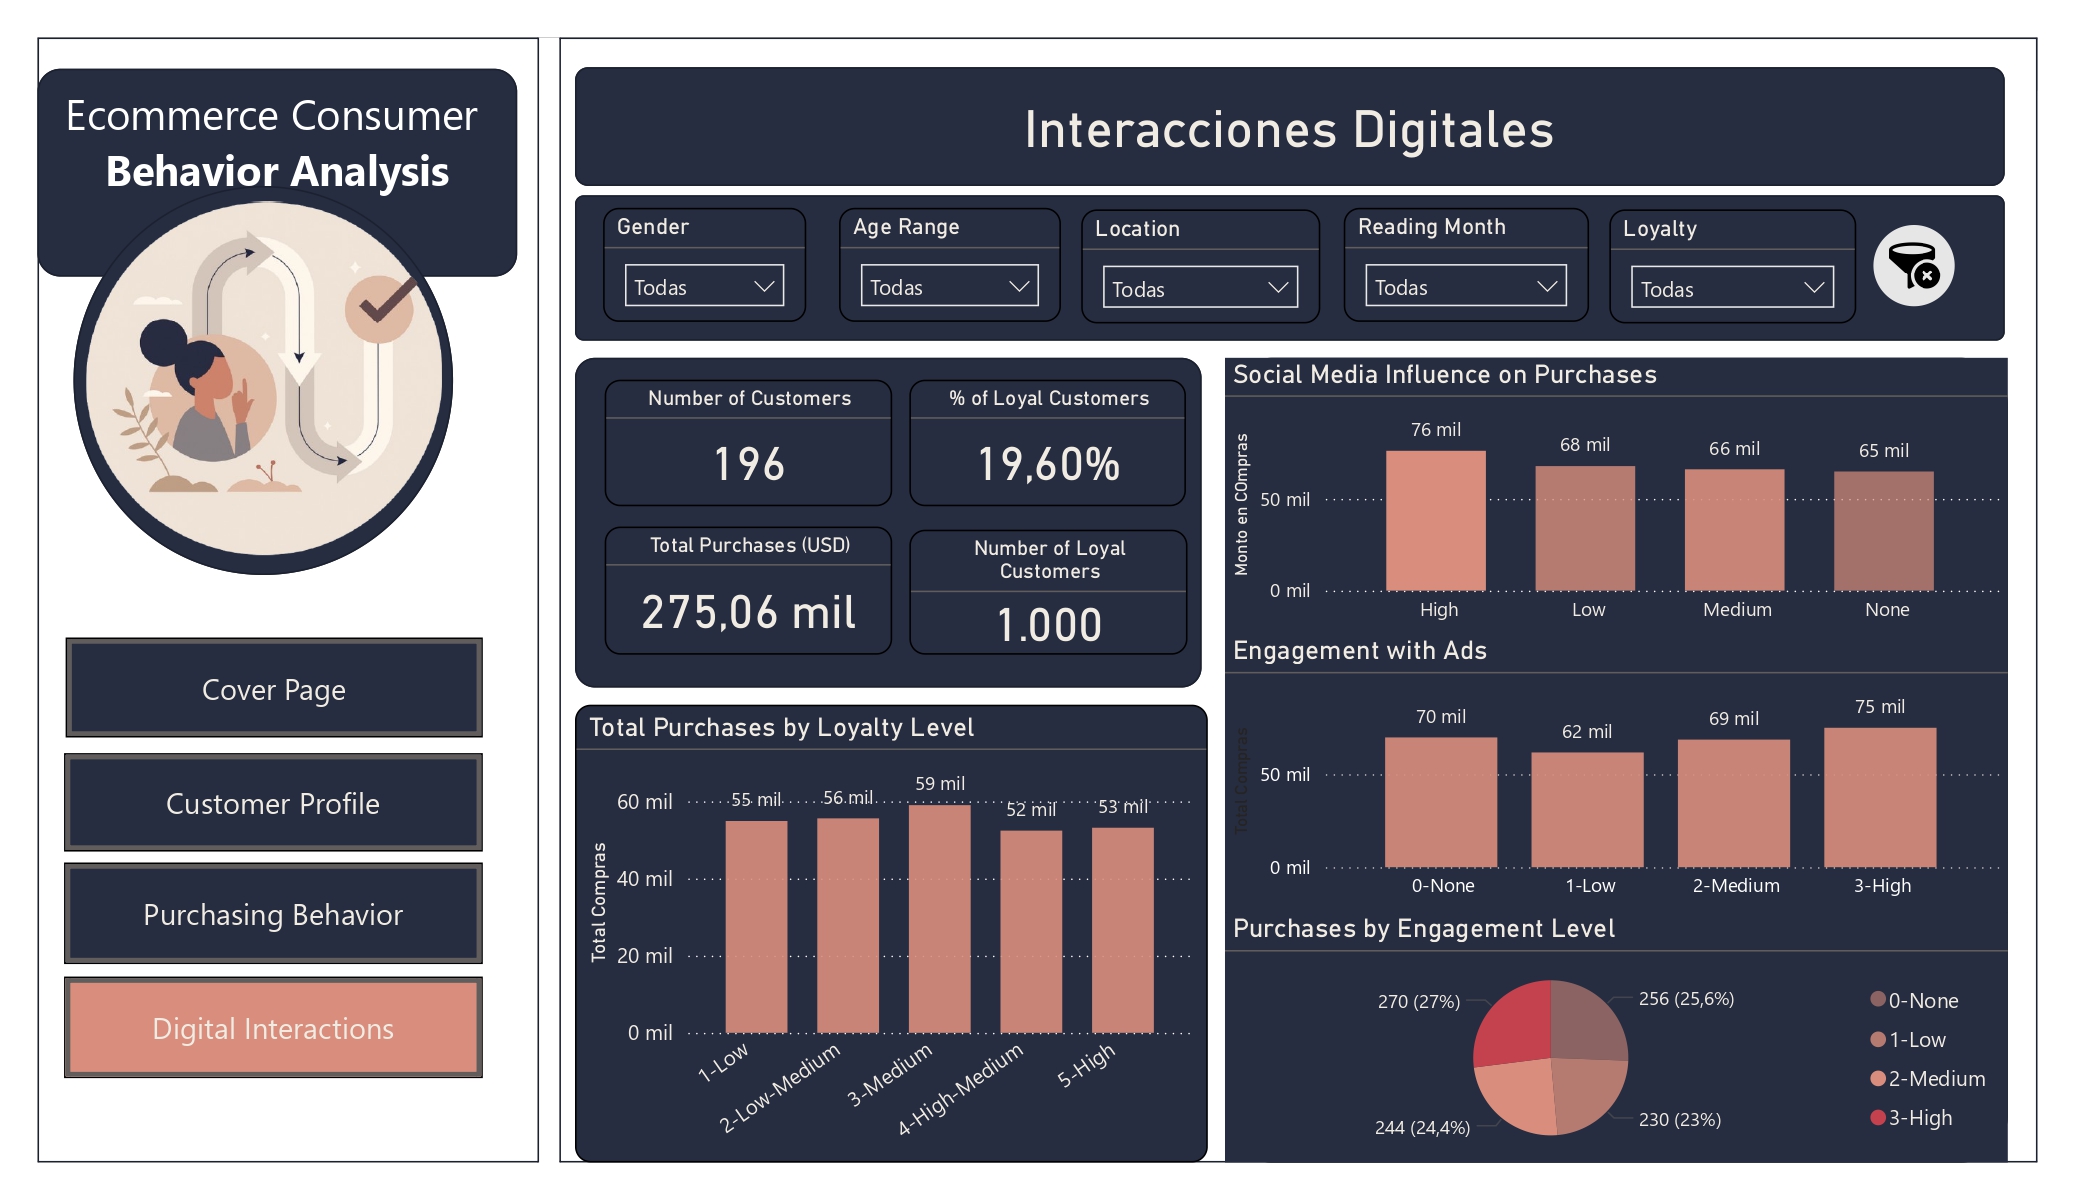 Ecommerce Consumer
Behavior Analysis
Cover Page
Customer Profile
Purchasing Behavior
Digital Interactions
Interacciones Digitales
Gender
Todas
Age Range
Todas
Location
Todas
Reading Month
Todas
Loyalty
Todas
Number of Customers
196
% of Loyal Customers
19,60%
Total Purchases (USD)
275,06 mil
Number of Loyal
Customers
1.000
Total Purchases by Loyalty Level
Total Compras
60 mil
40 mil
20 mil
0 mil
55 mil
56 mil
59 mil
52 mil
53 mil
1-Low
2-Low-Medium
3-Medium
4-High-Medium
5-High
Social Media Influence on Purchases
Monto en COmpras
50 mil
0 mil
76 mil
68 mil
66 mil
65 mil
High
Low
Medium
None
Engagement with Ads
Total Compras
50 mil
0 mil
70 mil
62 mil
69 mil
75 mil
0-None
1-Low
2-Medium
3-High
Purchases by Engagement Level
270 (27%)
256 (25,6%)
244 (24,4%)
230 (23%)
0-None
1-Low
2-Medium
3-High